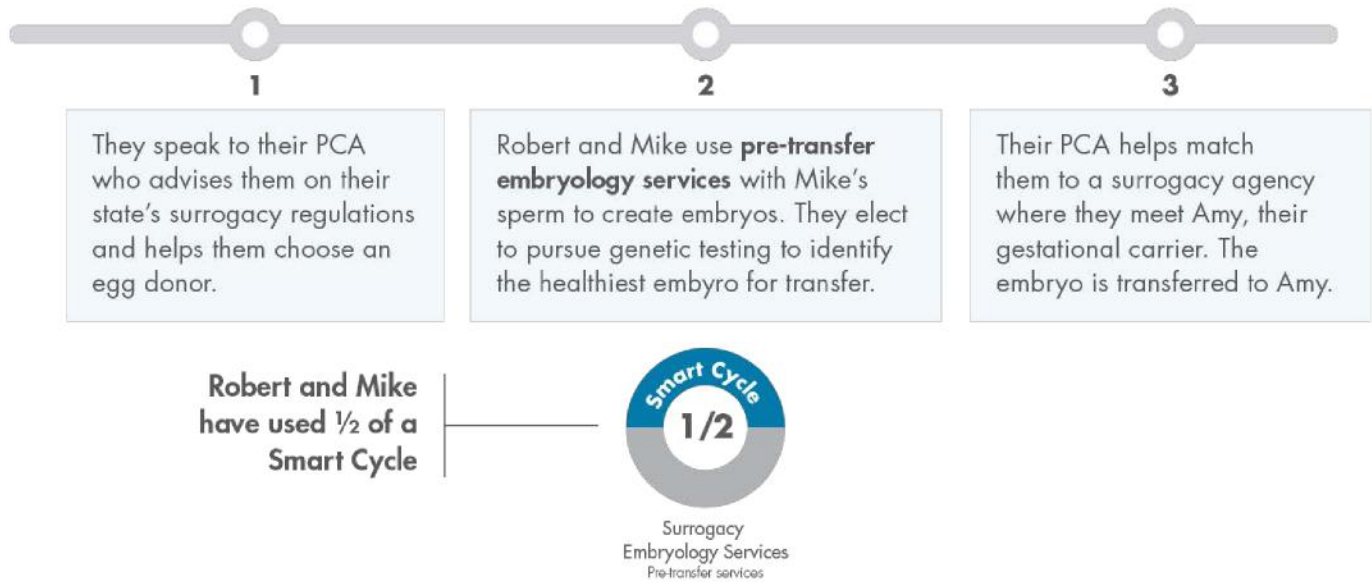 1
They speak to their PCA
who advises them on their
state's surrogacy regulations
and helps them choose an
egg donor.
2
Robert and Mike use pre-transfer
embryology services with Mike's
sperm to create embryos. They elect
to pursue genetic testing to identify
the healthiest embyro for transfer.
3
Their PCA helps match
them to a surrogacy agency
where they meet Amy, their
gestational carrier. The
embryo is transferred to Amy.
Robert and Mike
have used ½ of a
Smart Cycle
Smart Cycle
1/2
Surrogacy
Embryology Services
Pre-transfer services